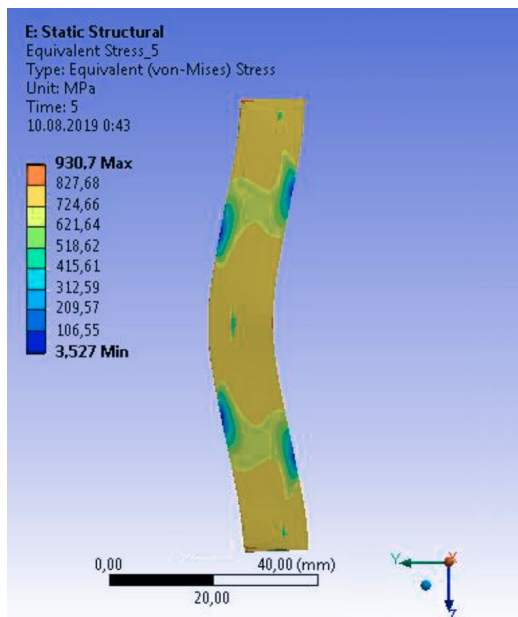 E: Static Structural
Equivalent Stress_5
Type: Equivalent (von-Mises) Stress
Unit: MPa
Time: 5
10.08.2019 0:43
930,7 Max
827,68
724,66
621,64
518,62
415,61
312,59
209,57
106,55
3,527 Min
0,00 40,00 (mm)
20,00
Y X
Z